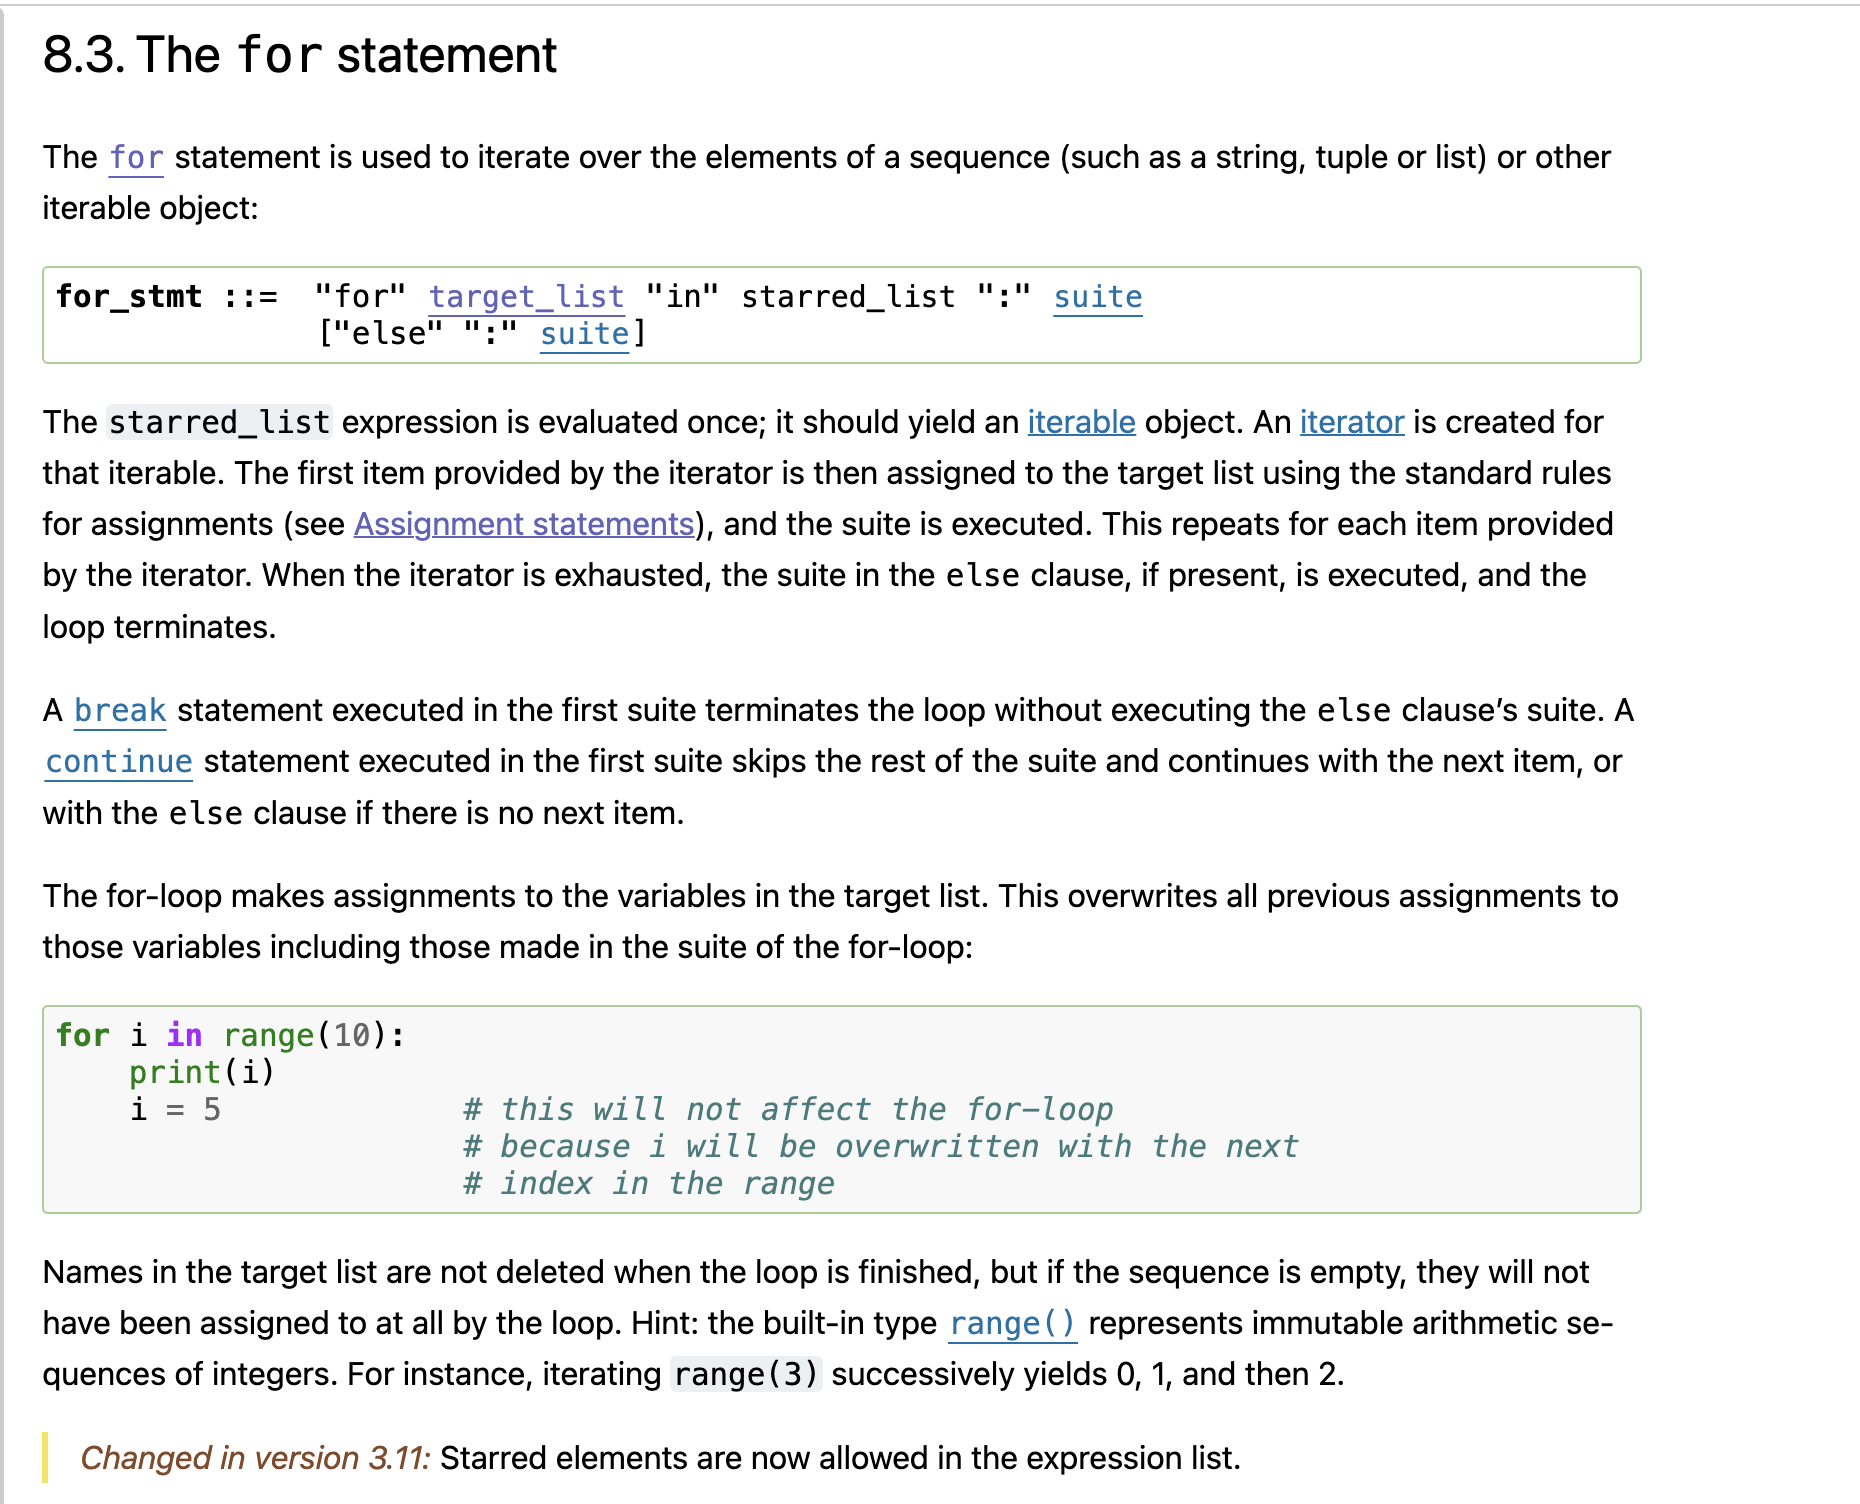 8.3. The for statement
The for statement is used to iterate over the elements of a sequence (such as a string, tuple or list) or other
iterable object:
for_stmt ::=  "for" target_list "in" starred_list ":" suite
              ["else" ":" suite]
The starred_list expression is evaluated once; it should yield an iterable object. An iterator is created for
that iterable. The first item provided by the iterator is then assigned to the target list using the standard rules
for assignments (see Assignment statements), and the suite is executed. This repeats for each item provided
by the iterator. When the iterator is exhausted, the suite in the else clause, if present, is executed, and the
loop terminates.
A break statement executed in the first suite terminates the loop without executing the else clause’s suite. A
continue statement executed in the first suite skips the rest of the suite and continues with the next item, or
with the else clause if there is no next item.
The for-loop makes assignments to the variables in the target list. This overwrites all previous assignments to
those variables including those made in the suite of the for-loop:
for i in range(10):
    print(i)
    i = 5             # this will not affect the for-loop
                      # because i will be overwritten with the next
                      # index in the range
Names in the target list are not deleted when the loop is finished, but if the sequence is empty, they will not
have been assigned to at all by the loop. Hint: the built-in type range() represents immutable arithmetic se-
quences of integers. For instance, iterating range(3) successively yields 0, 1, and then 2.
Changed in version 3.11: Starred elements are now allowed in the expression list.